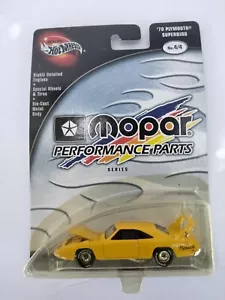 Hot Wheels
'70 PLYMOUTH
SUPERBIRD
No. 4/4
Highly Detailed
Engines
Special Wheels
& Tires
Die-Cast
Metal
Body
mopar
PERFORMANCE PARTS
SERIES